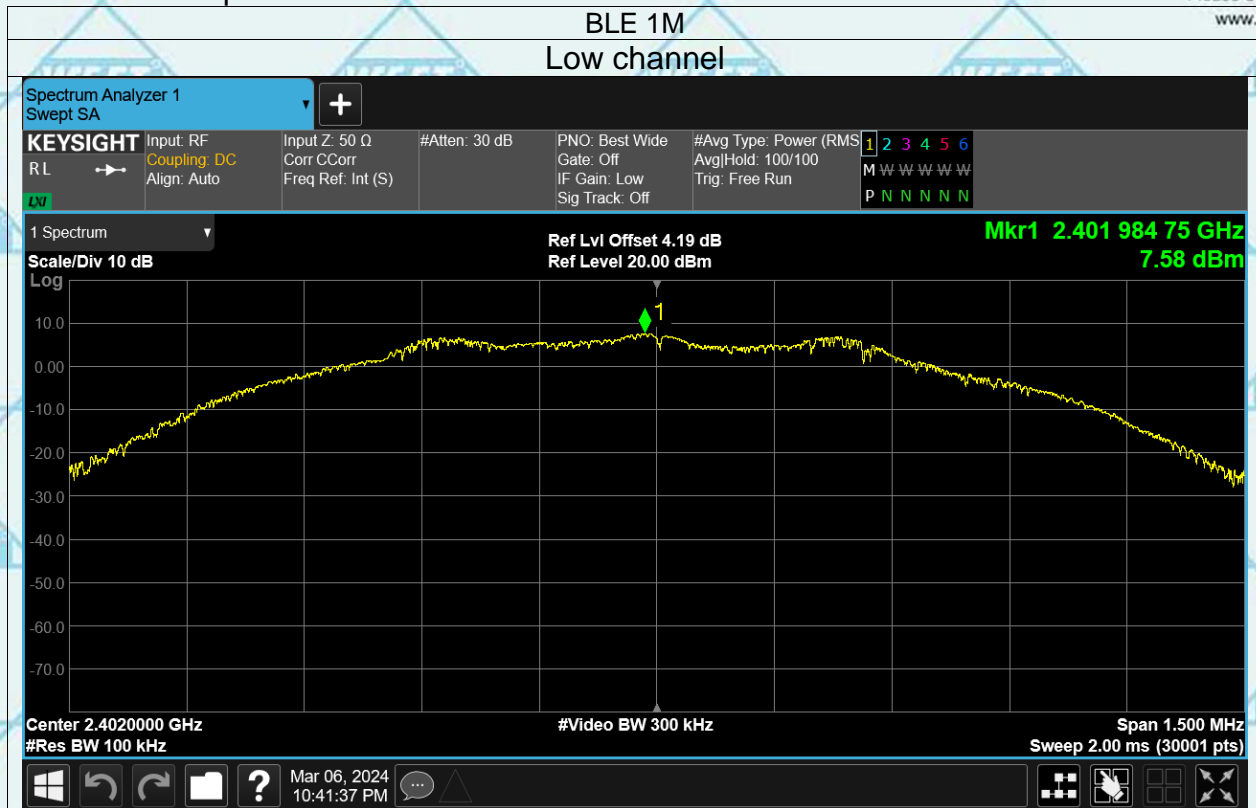 www.
BLE 1M
Low channel
Spectrum Analyzer 1
Swept SA
+
KEYSIGHT
RL
LXI
Input: RF
Coupling: DC
Align: Auto
Input Z: 50 Ω
Corr CCorr
Freq Ref: Int (S)
#Atten: 30 dB
PNO: Best Wide
Gate: Off
IF Gain: Low
Sig Track: Off
#Avg Type: Power (RMS
Avg|Hold: 100/100
Trig: Free Run
1 2 3 4 5 6
M W W W W W
P N N N N N
1 Spectrum
Scale/Div 10 dB
Log
Ref Lvl Offset 4.19 dB
Ref Level 20.00 dBm
Mkr1 2.401 984 75 GHz
7.58 dBm
1
10.0
0.00
-10.0
-20.0
-30.0
-40.0
-50.0
-60.0
-70.0
Center 2.4020000 GHz
#Res BW 100 kHz
#Video BW 300 kHz
Span 1.500 MHz
Sweep 2.00 ms (30001 pts)
?
Mar 06, 2024
10:41:37 PM